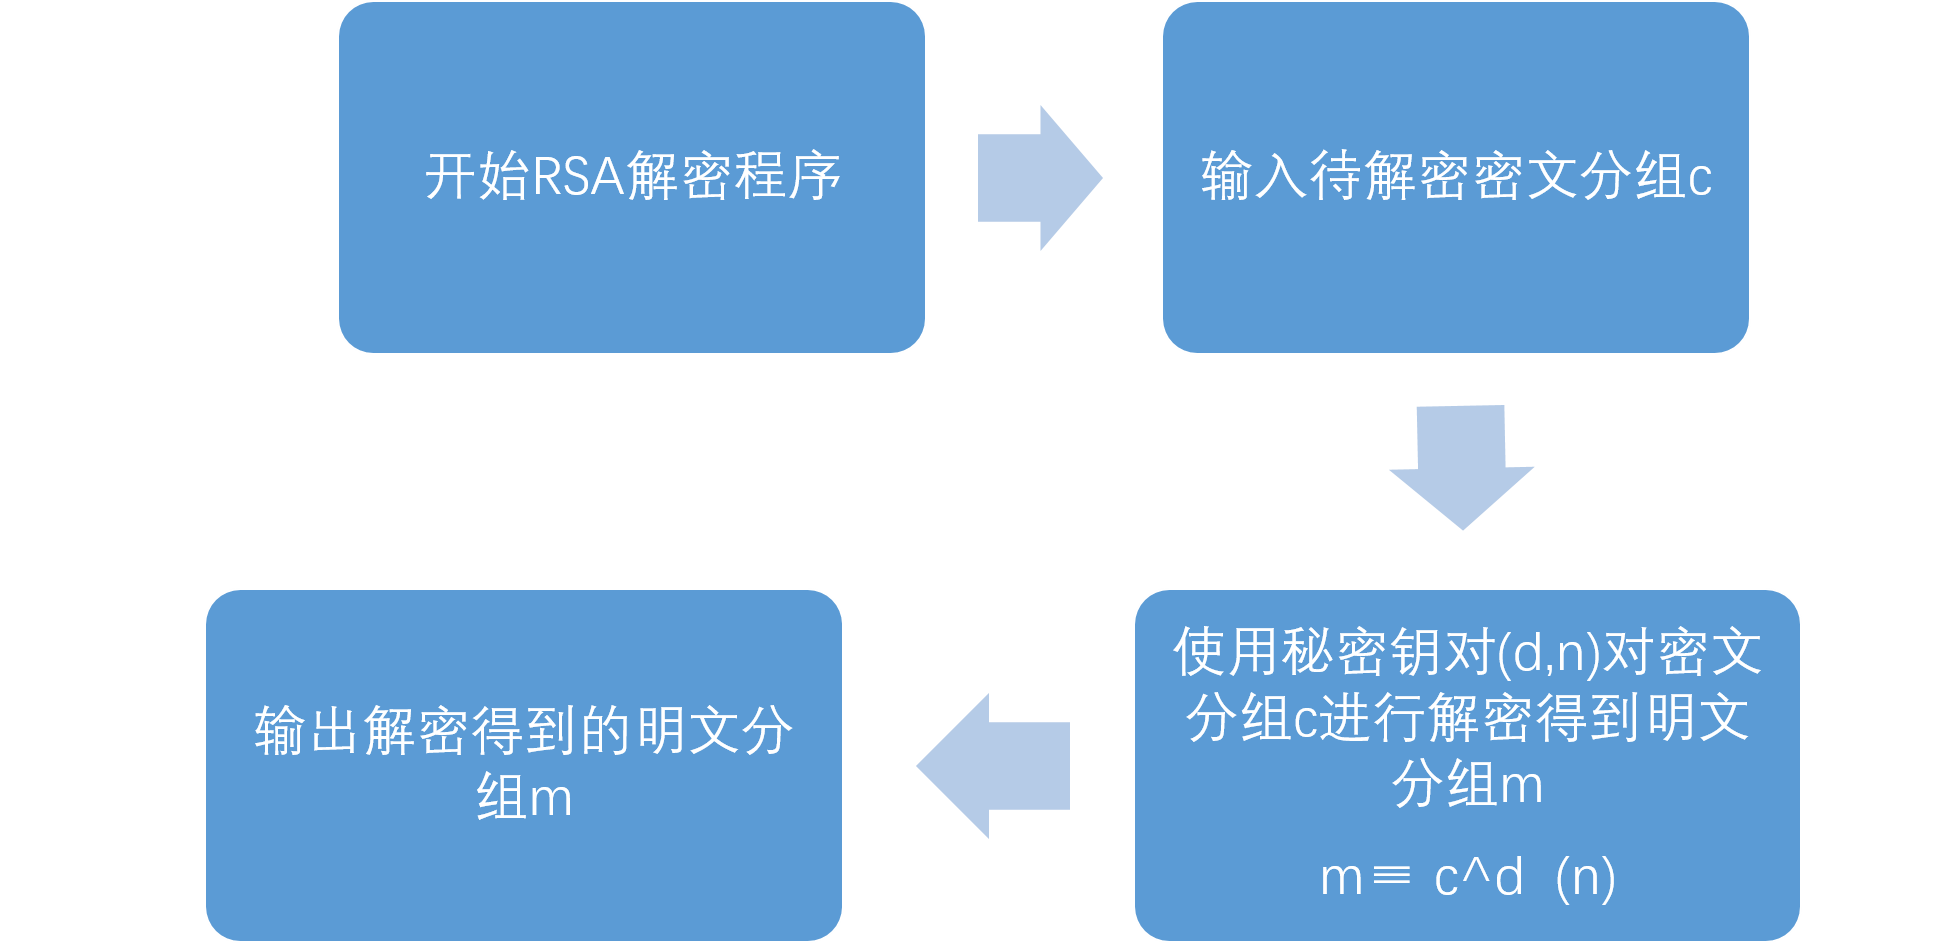 开始RSA解密程序
输入待解密密文分组c
使用秘密钥对(d,n)对密文
分组c进行解密得到明文
分组m
m≡ c^d (n)
输出解密得到的明文分
组m